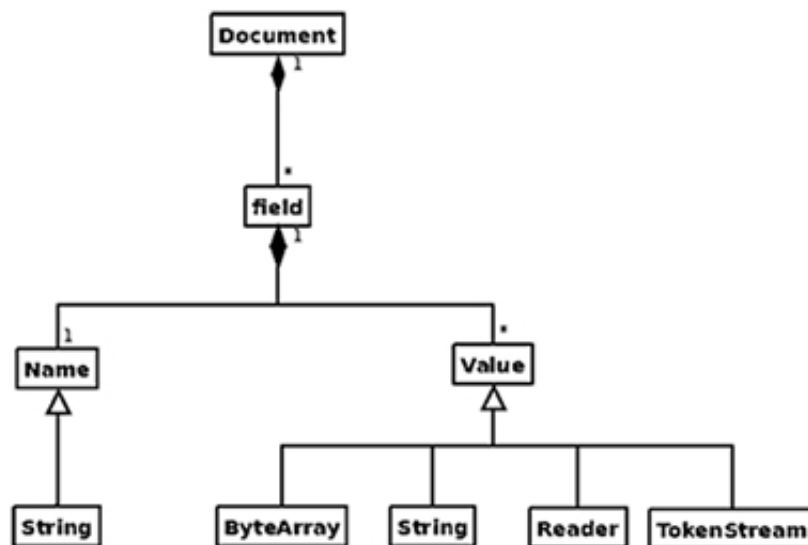 Document
1
*
field
1
1
*
Name
Value
String
ByteArray
String
Reader
TokenStream